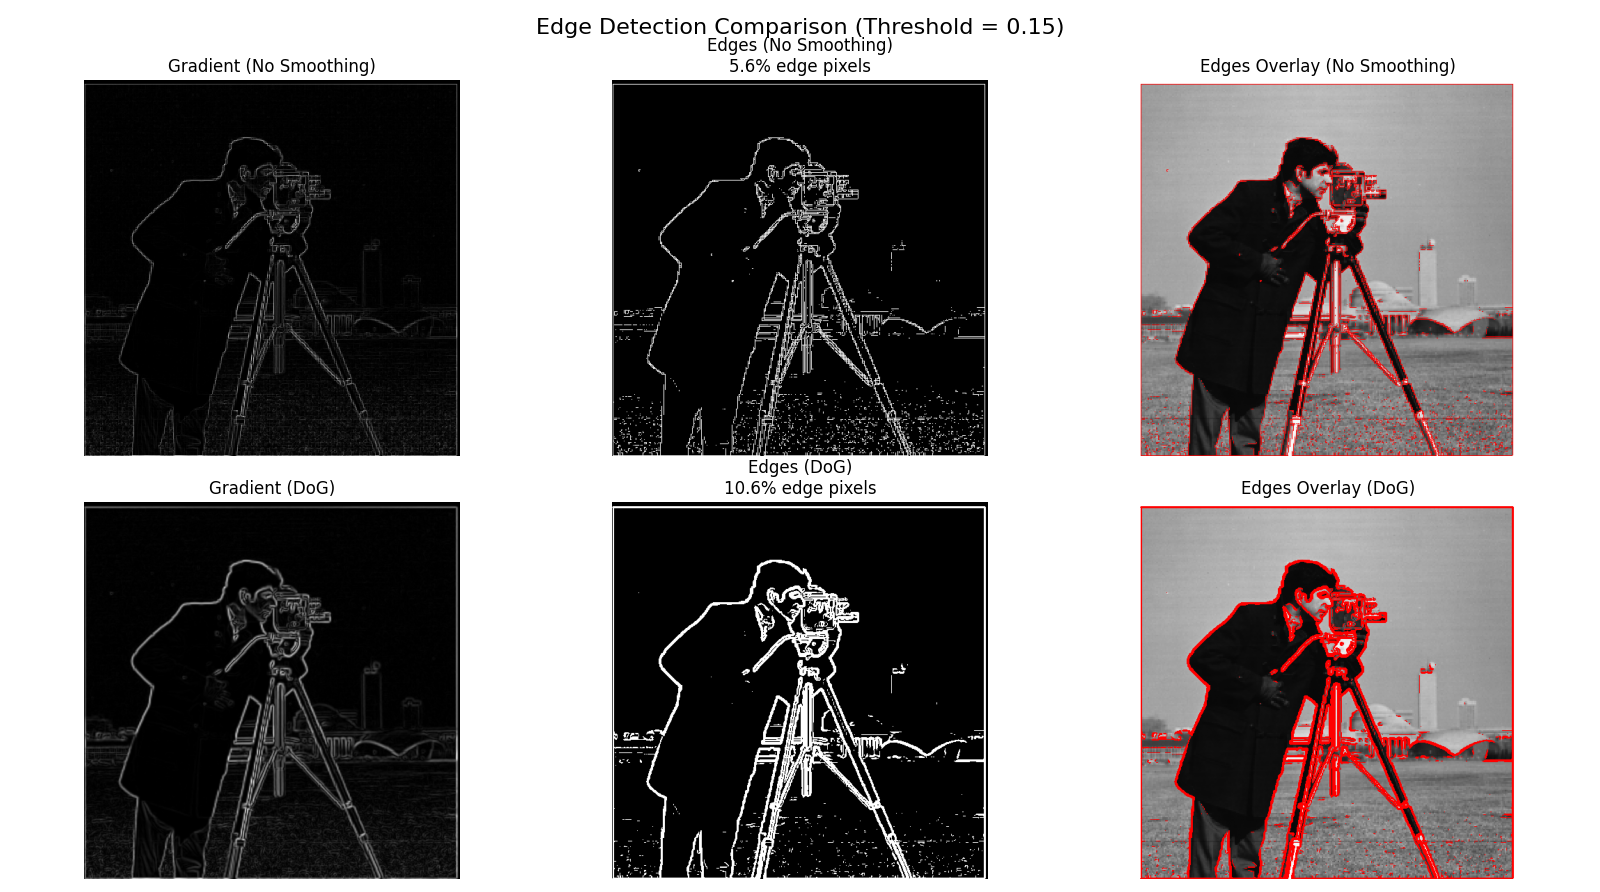 Edge Detection Comparison (Threshold = 0.15)
Gradient (No Smoothing)
Edges (No Smoothing)
5.6% edge pixels
Edges Overlay (No Smoothing)
Gradient (DoG)
Edges (DoG)
10.6% edge pixels
Edges Overlay (DoG)